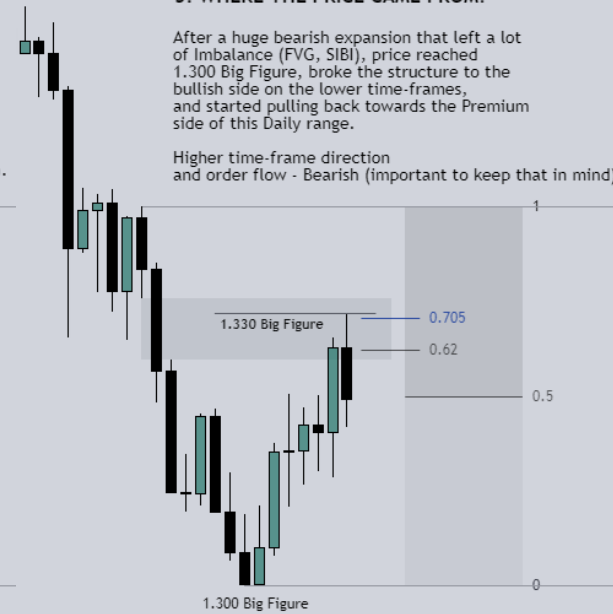 After a huge bearish expansion that left a lot
of Imbalance (FVG, SIBI), price reached
1.300 Big Figure, broke the structure to the
bullish side on the lower time-frames,
and started pulling back towards the Premium
side of this Daily range.
Higher time-frame direction
and order flow - Bearish (important to keep that in mind)
1
1.330 Big Figure
0.705
0.62
0.5
0
1.300 Big Figure